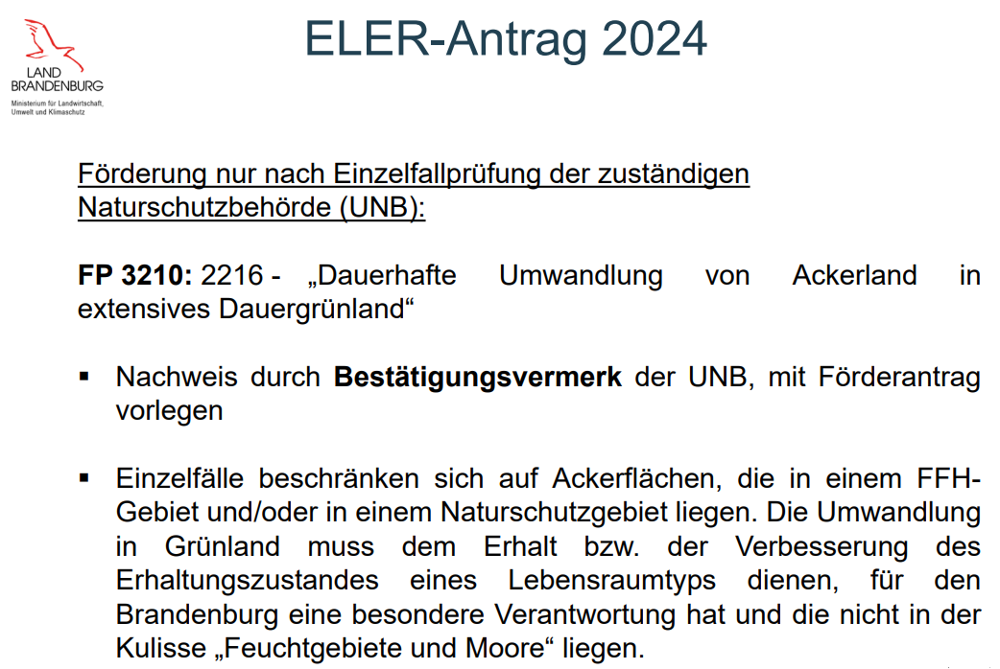 ELER-Antrag 2024
LAND
BRANDENBURG
Ministerium für Landwirtschaft,
Umwelt und Klimaschutz
Förderung nur nach Einzelfallprüfung der zuständigen
Naturschutzbehörde (UNB):
FP 3210: 2216 - „Dauerhafte Umwandlung von Ackerland in
extensives Dauergrünland“
▪ Nachweis durch Bestätigungsvermerk der UNB, mit Förderantrag
vorlegen
▪ Einzelfälle beschränken sich auf Ackerflächen, die in einem FFH-
Gebiet und/oder in einem Naturschutzgebiet liegen. Die Umwandlung
in Grünland muss dem Erhalt bzw. der Verbesserung des
Erhaltungszustandes eines Lebensraumtyps dienen, für den
Brandenburg eine besondere Verantwortung hat und die nicht in der
Kulisse „Feuchtgebiete und Moore“ liegen.